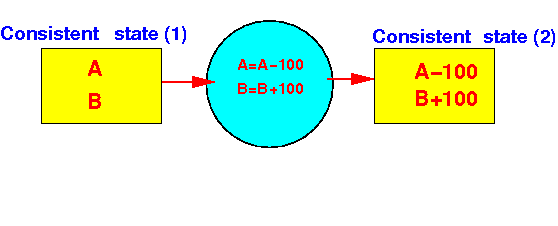 Consistent state (1)
A
B
A=A−100
B=B+100
Consistent state (2)
A−100
B+100